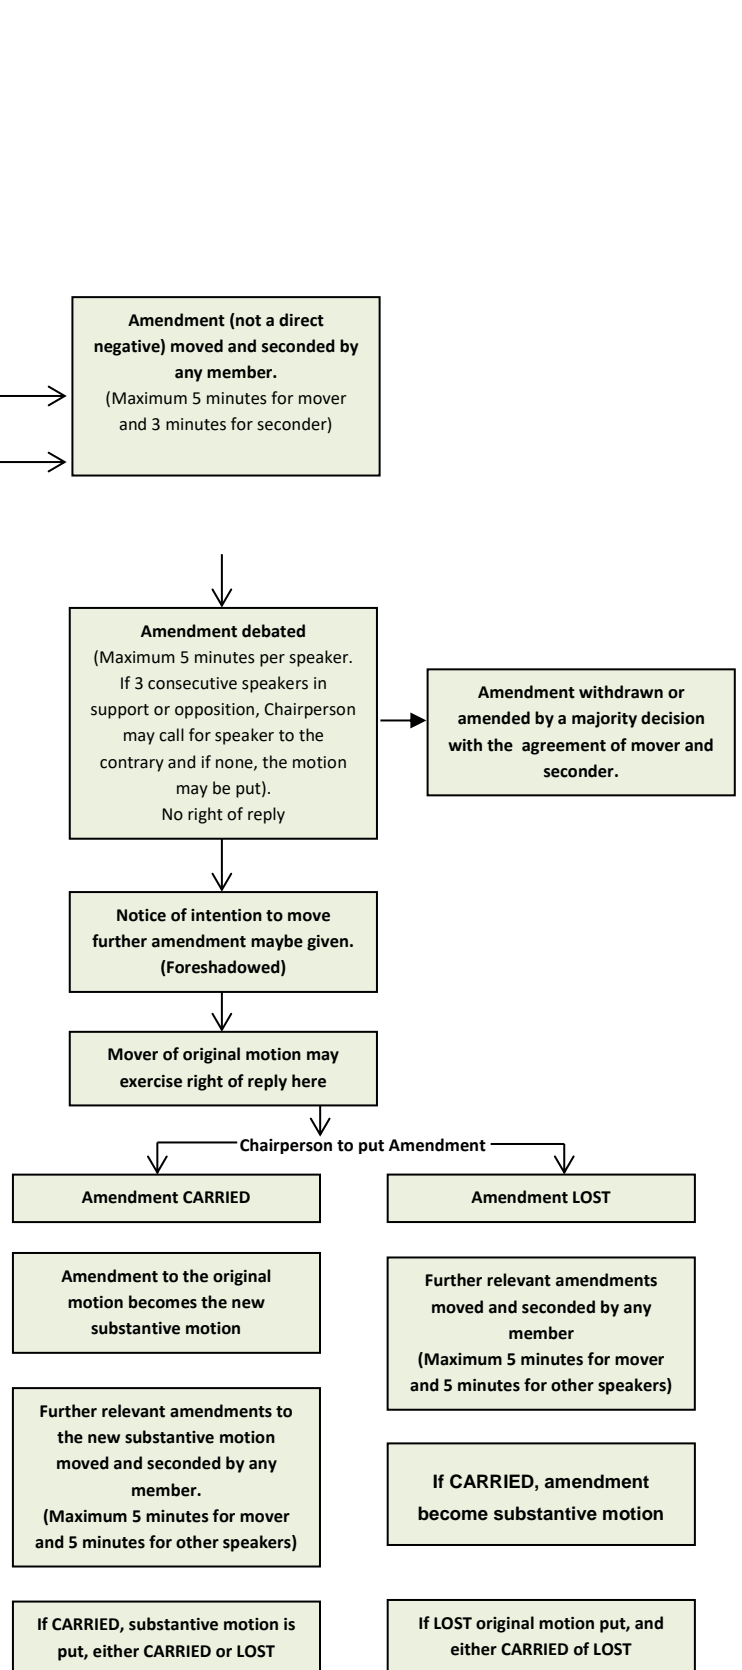 Amendment (not a direct
negative) moved and seconded by
any member.
(Maximum 5 minutes for mover
and 3 minutes for seconder)
Amendment debated
(Maximum 5 minutes per speaker.
If 3 consecutive speakers in
support or opposition, Chairperson
may call for speaker to the
contrary and if none, the motion
may be put).
No right of reply
Amendment withdrawn or
amended by a majority decision
with the agreement of mover and
seconder.
Notice of intention to move
further amendment maybe given.
(Foreshadowed)
Mover of original motion may
exercise right of reply here
Chairperson to put Amendment
Amendment CARRIED
Amendment to the original
motion becomes the new
substantive motion
Further relevant amendments to
the new substantive motion
moved and seconded by any
member.
(Maximum 5 minutes for mover
and 5 minutes for other speakers)
If CARRIED, substantive motion is
put, either CARRIED or LOST
Amendment LOST
Further relevant amendments
moved and seconded by any
member
(Maximum 5 minutes for mover
and 5 minutes for other speakers)
If CARRIED, amendment
become substantive motion
If LOST original motion put, and
either CARRIED of LOST